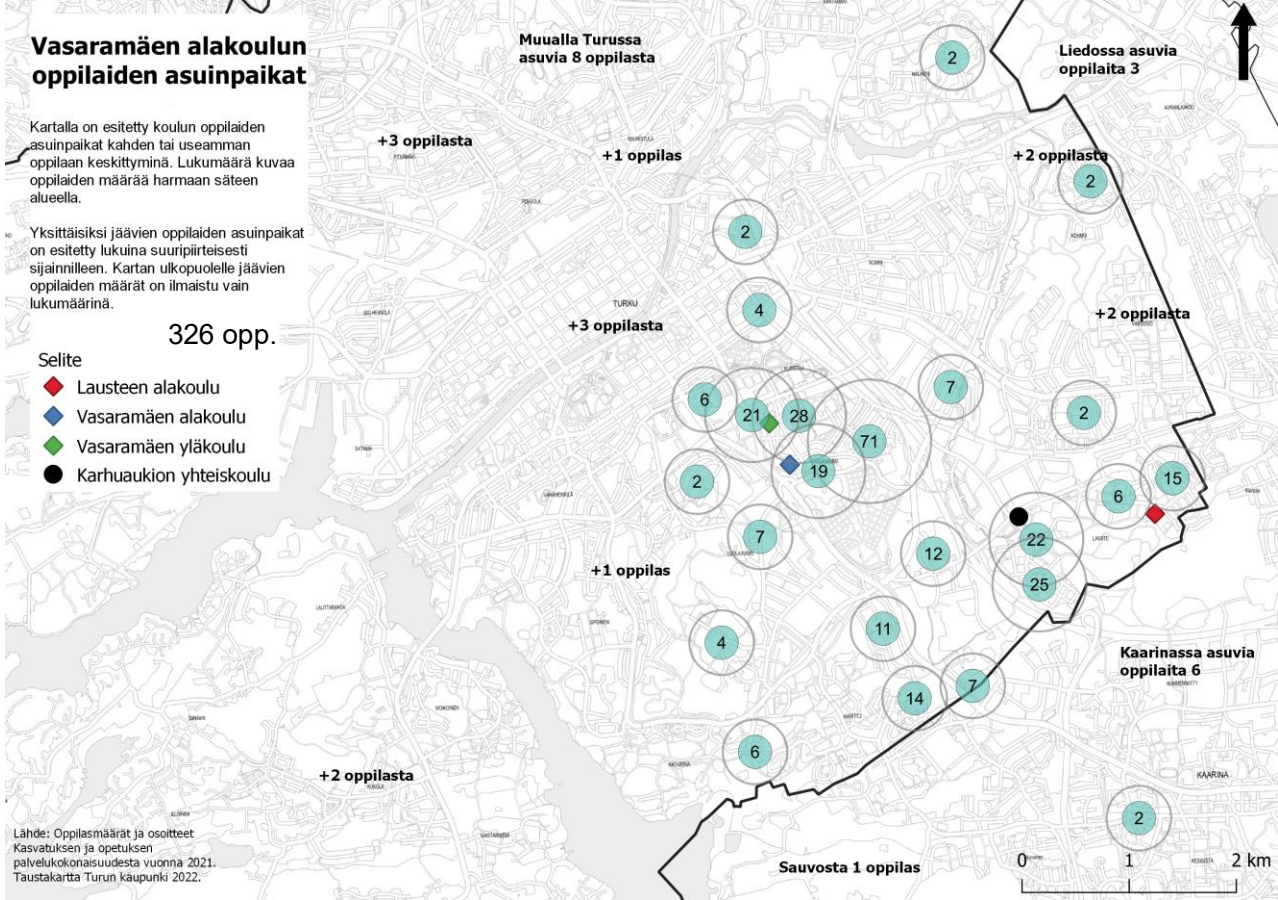 Vasaramäen alakoulun
oppilaiden asuinpaikat
Kartalla on esitetty koulun oppilaiden
asuinpaikat kahden tai useamman
oppilaan keskittyminä. Lukumäärä kuvaa
oppilaiden määrää harmaan säteen
alueella.
Yksittäisiksi jäävien oppilaiden asuinpaikat
on esitetty lukuina suuripiirteisesti
sijainnilleen. Kartan ulkopuolelle jäävien
oppilaiden määrät on ilmaistu vain
lukumäärinä.
326 opp.
Selite
Lausteen alakoulu
Vasaramäen alakoulu
Vasaramäen yläkoulu
Karhuaukion yhteiskoulu
Muualla Turussa
asuvia 8 oppilasta
2
Liedossa asuvia
oppilaita 3
+3 oppilasta
+1 oppilas
+2 oppilasta
2
2
4
TURKU
+3 oppilasta
+2 oppilasta
6
21
28
71
7
2
2
19
6
15
7
12
22
25
+1 oppilas
4
11
14
7
Kaarinassa asuvia
oppilaita 6
6
+2 oppilasta
KAARINA
2
Sauvosta 1 oppilas
0 1 2 km
Lähde: Oppilasmäärät ja osoitteet
Kasvatuksen ja opetuksen
palvelukokonaisuudesta vuonna 2021.
Taustakartta Turun kaupunki 2022.